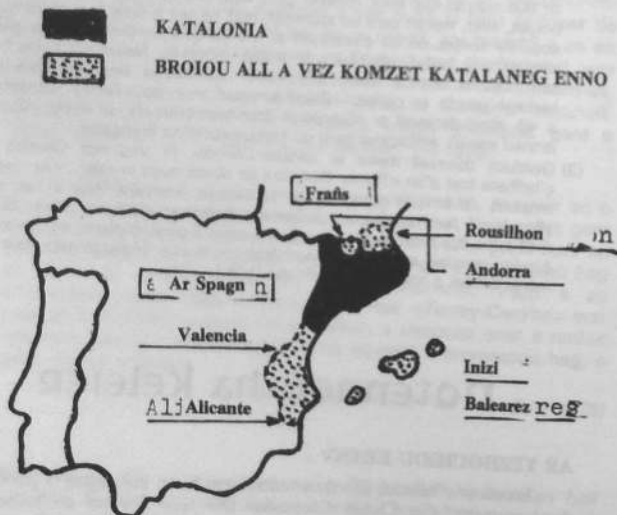 KATALONIA
BROIOU ALL A VEZ KOMZET KATALANEG ENNO
Frañs
Rousilhon
Andorra
Ar Spagn
Valencia
Inizi
Alicante
Balearez